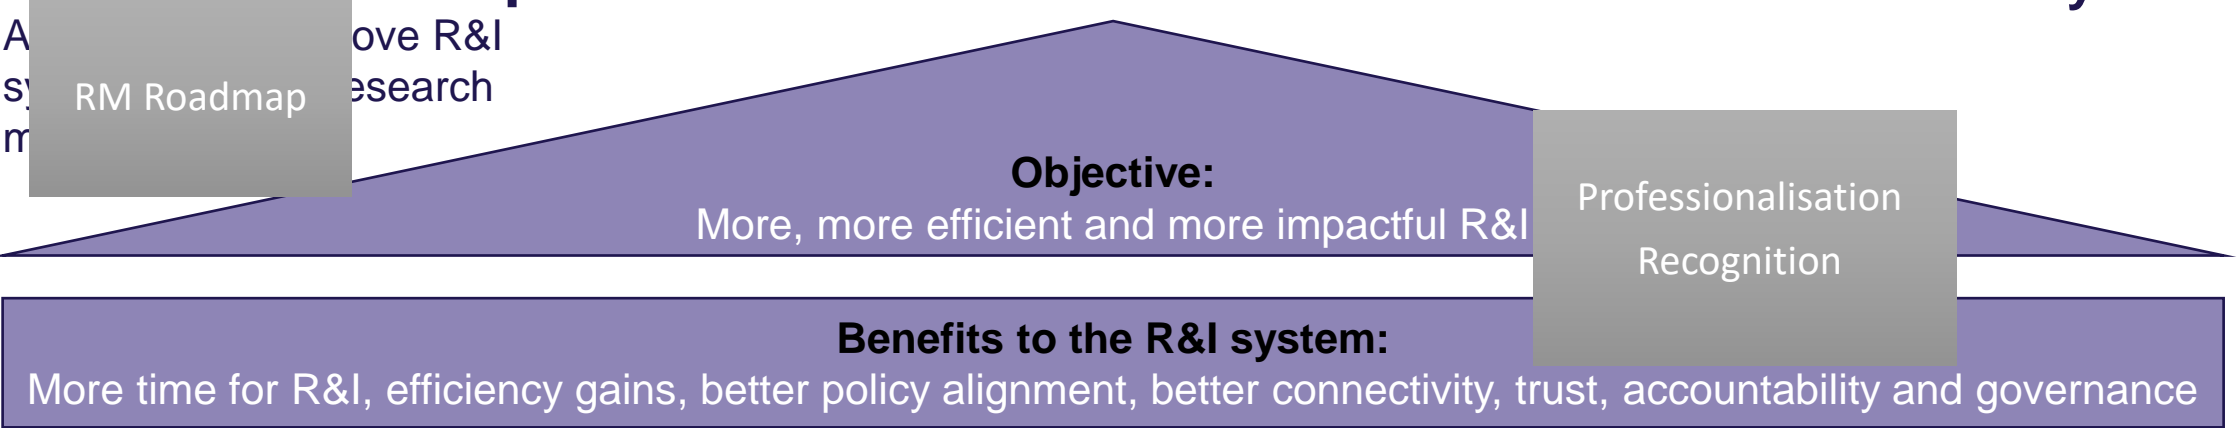 ove R&I
esearch
RM Roadmap
Objective:
More, more efficient and more impactful R&I
Professionalisation
Recognition
Benefits to the R&I system:
More time for R&I, efficiency gains, better policy alignment, better connectivity, trust, accountability and governance